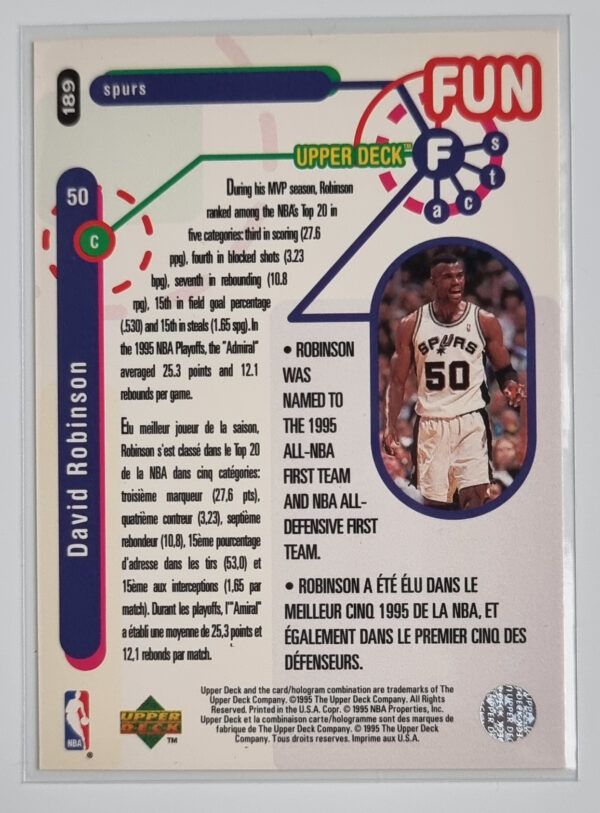 189
spurs
FUN
UPPER DECK™
F
a
c
t
s
50
C
David Robinson
During his MVP season, Robinson
ranked among the NBA's Top 20 in
five categories: third in scoring (27.6
ppg), fourth in blocked shots (3.23
bpg), seventh in rebounding (10.8
rpg), 15th in field goal percentage
(.530) and 15th in steals (1.65 spg). In
the 1995 NBA Playoffs, the "Admiral"
averaged 25.3 points and 12.1
rebounds per game.
Elu meilleur joueur de la saison,
Robinson s'est classé dans le Top 20
de la NBA dans cinq catégories:
troisième marqueur (27,6 pts),
quatrième contreur (3,23), septième
rebondeur (10,8), 15ème pourcentage
d'adresse dans les tirs (53,0) et
15ème aux interceptions (1,65 par
match). Durant les playoffs, l'"Amiral"
a établi une moyenne de 25,3 points et
12,1 rebonds par match.
SPURS
50
• ROBINSON
WAS
NAMED TO
THE 1995
ALL-NBA
FIRST TEAM
AND NBA ALL-
DEFENSIVE FIRST
TEAM.
• ROBINSON A ÉTÉ ÉLU DANS LE
MEILLEUR CINQ 1995 DE LA NBA, ET
ÉGALEMENT DANS LE PREMIER CINQ DES
DÉFENSEURS.
NBA
UPPER
DECK
™
Upper Deck and the card/hologram combination are trademarks of The
Upper Deck Company. ©1995 The Upper Deck Company. All Rights
Reserved. Printed in the U.S.A. Copr. © 1995 NBA Properties, Inc.
Upper Deck et la combinaison carte/hologramme sont des marques de
fabrique de The Upper Deck Company. © 1995 The Upper Deck
Company. Tous droits reserves. Imprime aux U.S.A.